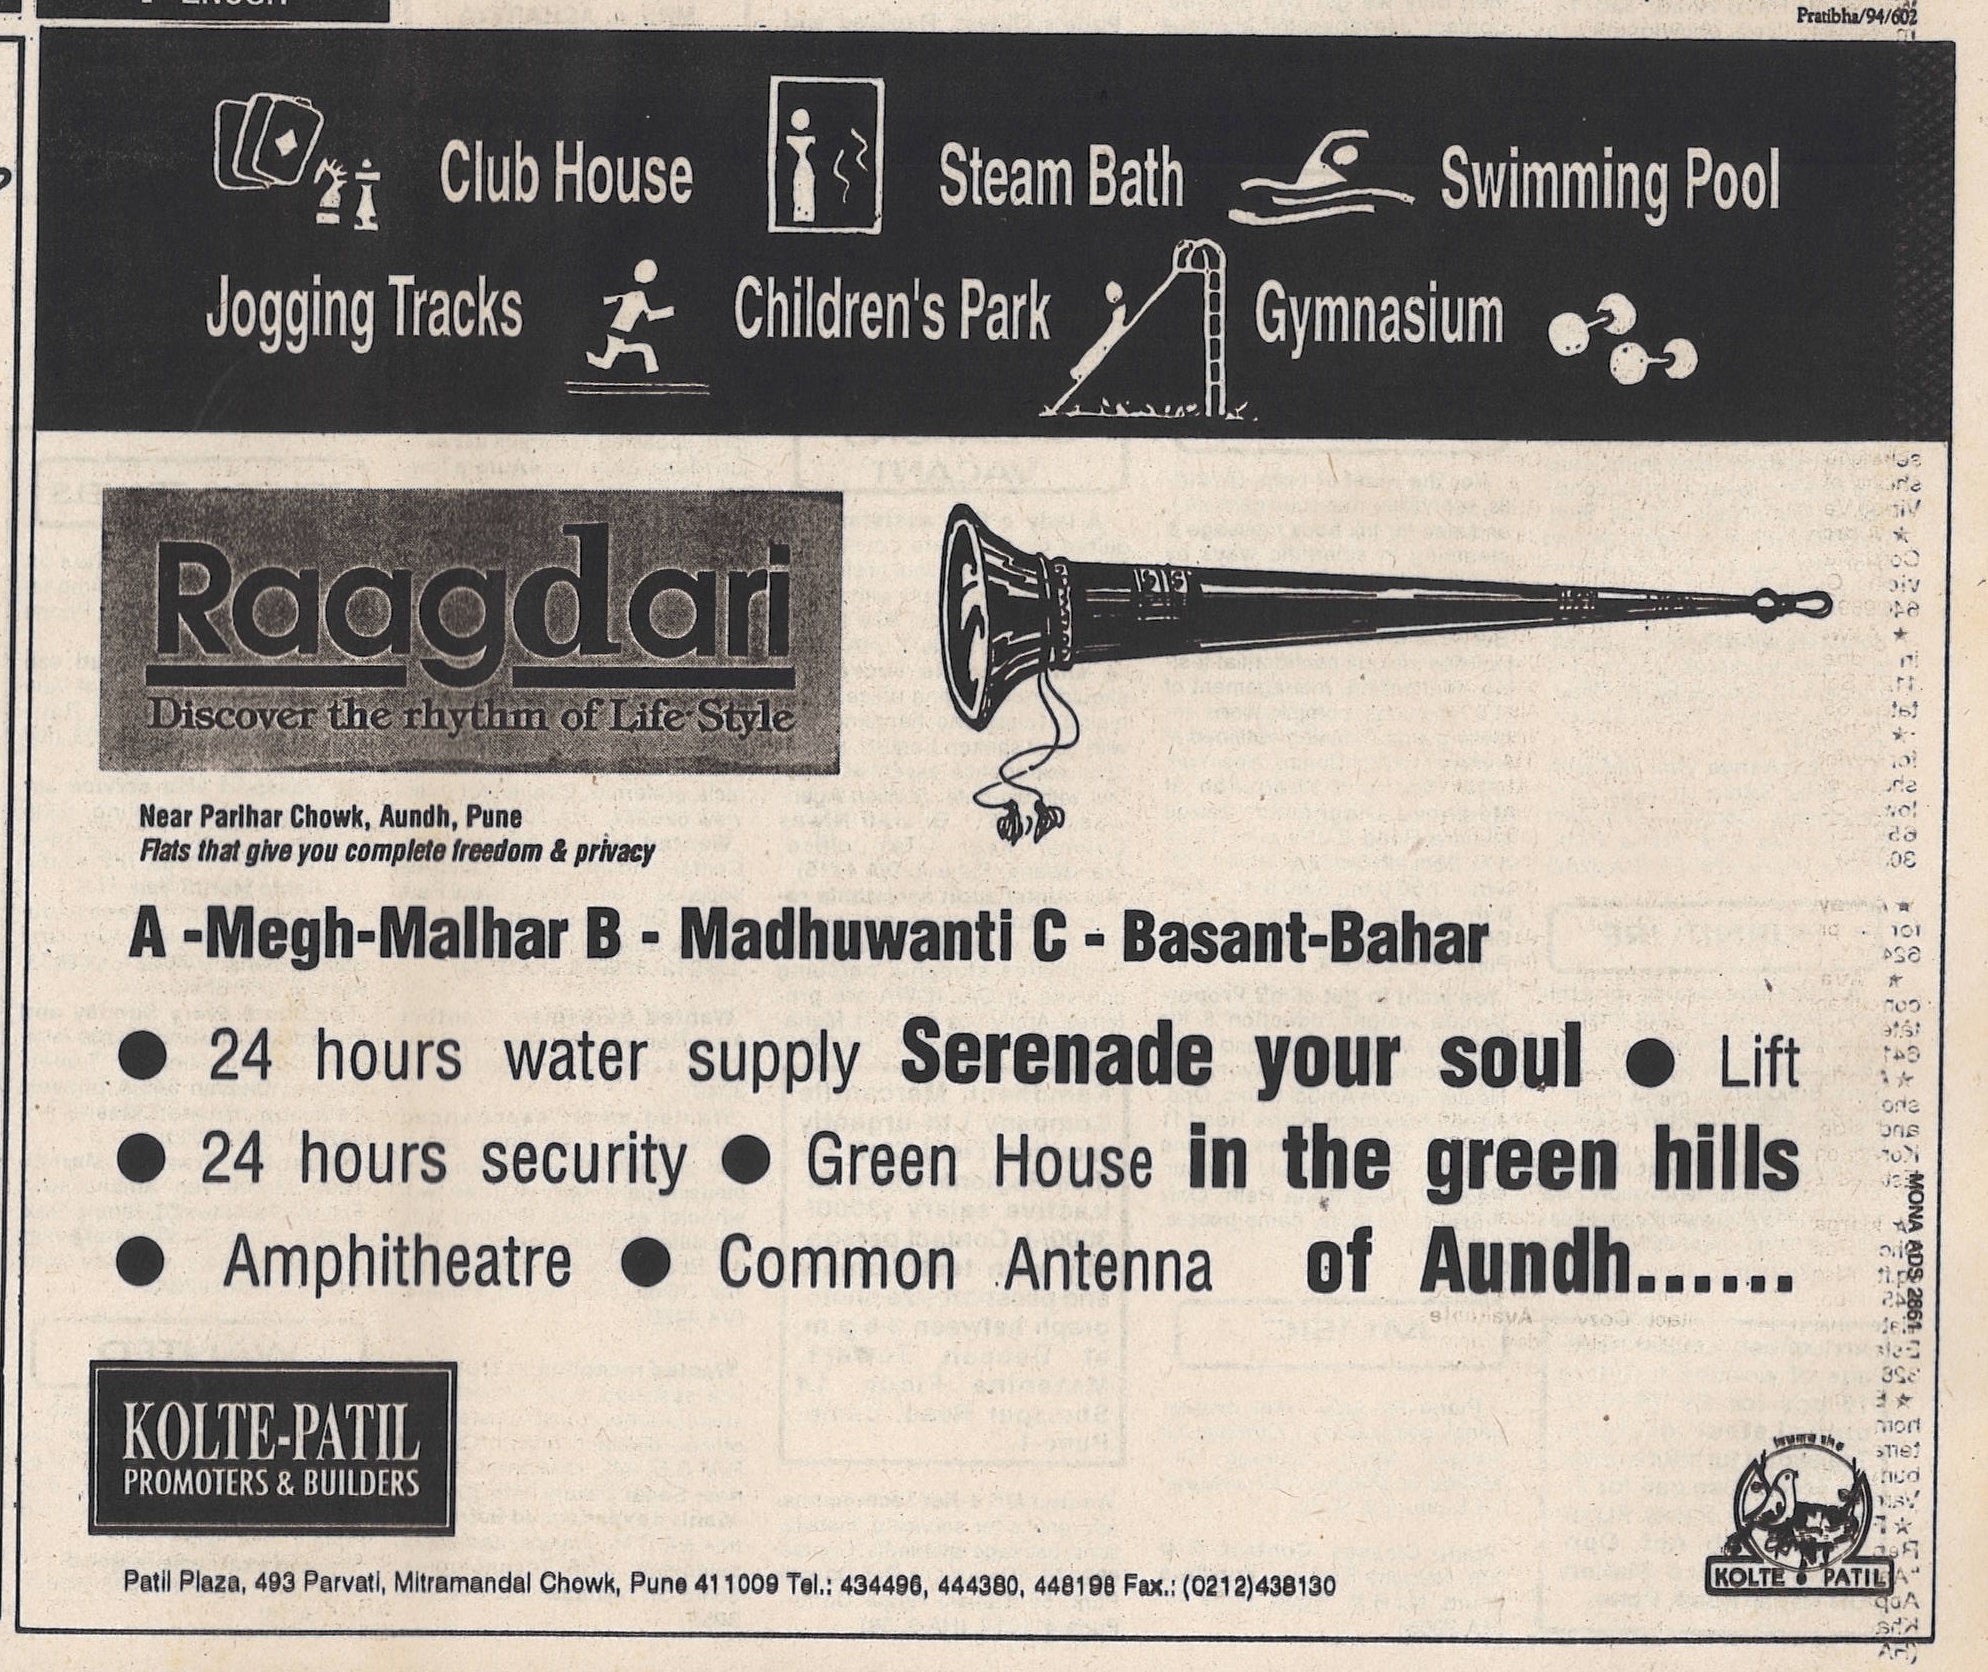 Pratibha/94/602
Club House Steam Bath Swimming Pool
Jogging Tracks Children's Park Gymnasium
Raagdari
Discover the rhythm of Life Style
Near Parihar Chowk, Aundh, Pune
Flats that give you complete freedom & privacy
A -Megh-Malhar B - Madhuwanti C - Basant-Bahar
● 24 hours water supply Serenade your soul ● Lift
● 24 hours security ● Green House in the green hills
● Amphitheatre ● Common Antenna of Aundh......
MONA ADS 2861
KOLTE-PATIL
PROMOTERS & BUILDERS
Patil Plaza, 493 Parvati, Mitramandal Chowk, Pune 411009 Tel.: 434496, 444380, 448198 Fax.: (0212)438130
KOLTE PATIL